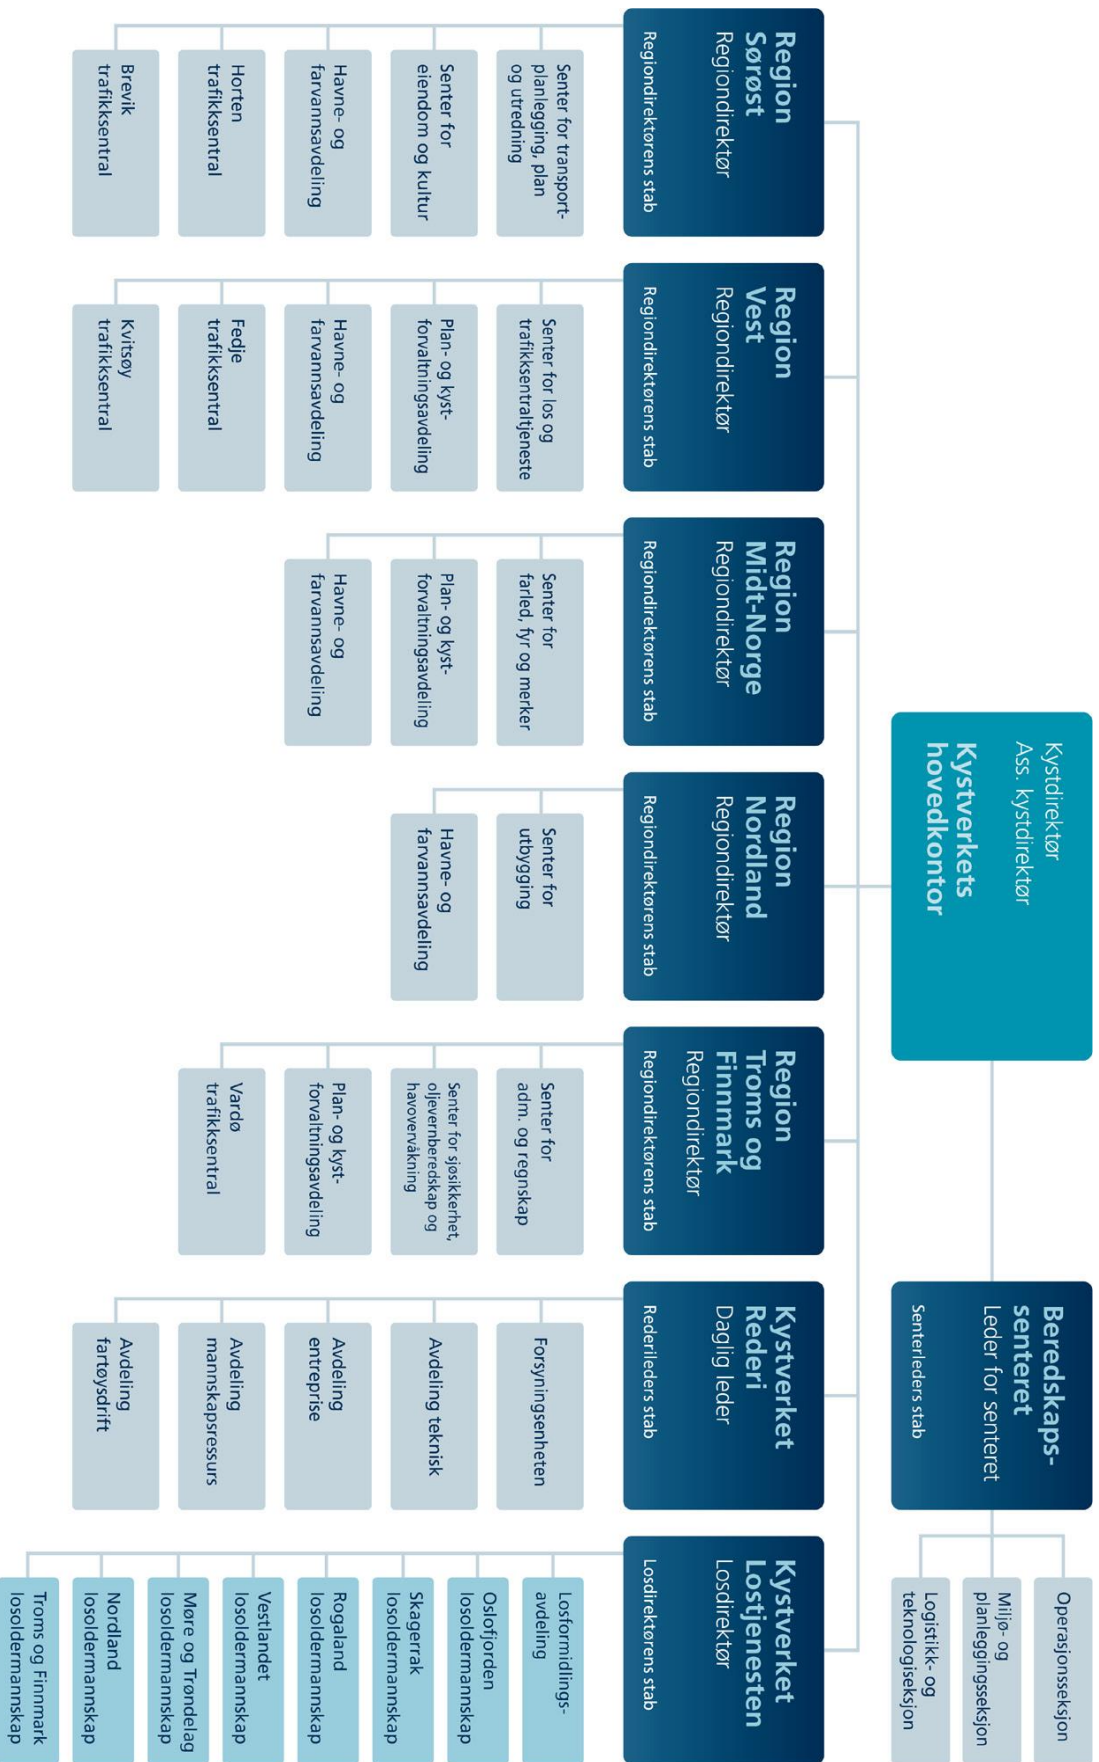 Kystdirektør
Ass. kystdirektør
Kystverkets
hovedkontor
Beredskaps-
senteret
Leder for senteret
Senterleders stab
Operasjonsseksjon
Miljø- og
planleggingsseksjon
Logistikk- og
teknologiseksjon
Region
Sørøst
Regiondirektør
Regiondirektørens stab
Senter for transport-
planlegging, plan
og utredning
Senter for
eiendom og kultur
Havne- og
farvannsavdeling
Horten
trafikksentral
Brevik
trafikksentral
Region
Vest
Regiondirektør
Regiondirektørens stab
Senter for los og
trafikksentraltjeneste
Plan- og kyst-
forvaltningsavdeling
Havne- og
farvannsavdeling
Fedje
trafikksentral
Kvitsøy
trafikksentral
Region
Midt-Norge
Regiondirektør
Regiondirektørens stab
Senter for
farled, fyr og merker
Plan- og kyst-
forvaltningsavdeling
Havne- og
farvannsavdeling
Region
Nordland
Regiondirektør
Regiondirektørens stab
Senter for
utbygging
Havne- og
farvannsavdeling
Region
Troms og
Finnmark
Regiondirektør
Regiondirektørens stab
Senter for
adm. og regnskap
Senter for sjøsikkerhet,
oljevernberedskap og
havovervåkning
Plan- og kyst-
forvaltningsavdeling
Vardø
trafikksentral
Kystverket
Rederi
Daglig leder
Rederileders stab
Forsyningsenheten
Avdeling teknisk
Avdeling
entreprise
Avdeling
mannskapsressurs
Avdeling
fartøysdrift
Kystverket
Lostjenesten
Losdirektør
Losdirektørens stab
Losformidlings-
avdeling
Oslofjorden
losoldermannskap
Skagerrak
losoldermannskap
Rogaland
losoldermannskap
Vestlandet
losoldermannskap
Møre og Trøndelag
losoldermannskap
Nordland
losoldermannskap
Troms og Finnmark
losoldermannskap